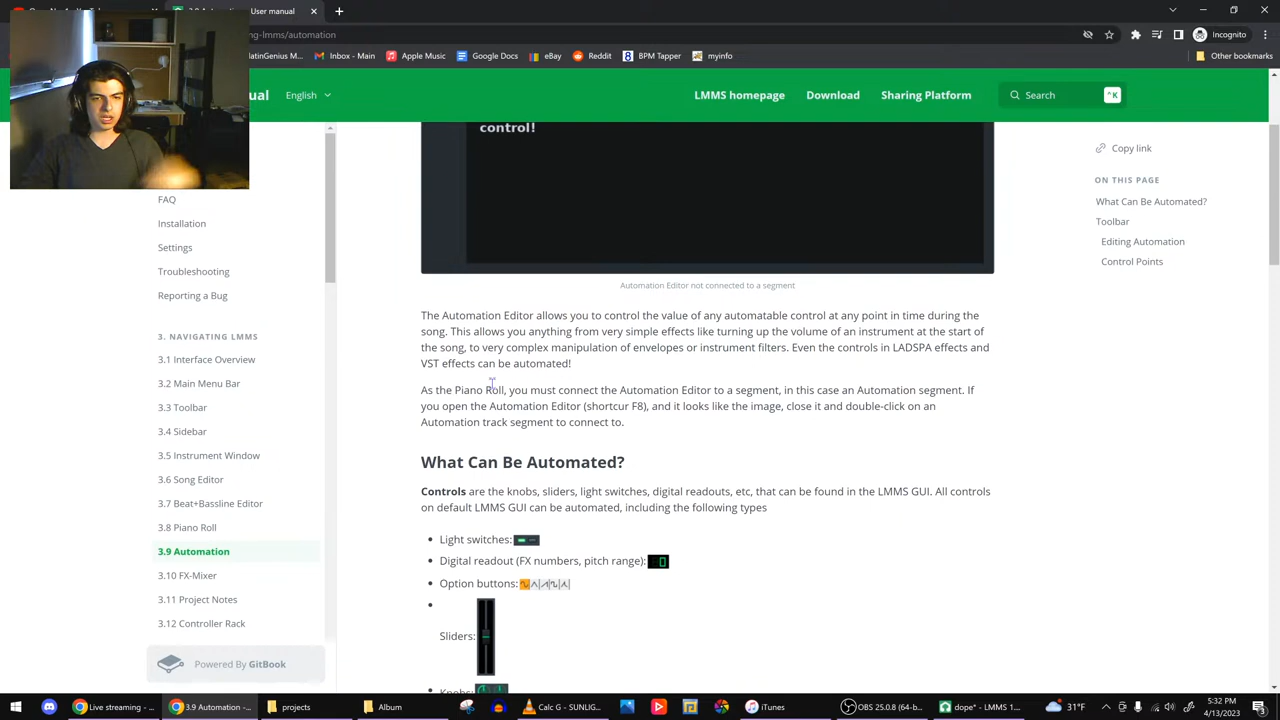 User manual
ng-lmms/automation
Incognito
atinGenius - M...
Inbox - Main
Apple Music
Google Docs
eBay
Reddit
BPM Tapper
myinfo
Other bookmarks
ual
English
LMMS homepage
Download
Sharing Platform
Search
K
control!
Copy link
ON THIS PAGE
What Can Be Automated?
Toolbar
Editing Automation
Control Points
FAQ
Installation
Settings
Troubleshooting
Reporting a Bug
3. NAVIGATING LMMS
3.1 Interface Overview
3.2 Main Menu Bar
3.3 Toolbar
3.4 Sidebar
3.5 Instrument Window
3.6 Song Editor
3.7 Beat+Bassline Editor
3.8 Piano Roll
3.9 Automation
3.10 FX-Mixer
3.11 Project Notes
3.12 Controller Rack
Powered By GitBook
Automation Editor not connected to a segment
The Automation Editor allows you to control the value of any automatable control at any point in time during the
song. This allows you anything from very simple effects like turning up the volume of an instrument at the start of
the song, to very complex manipulation of envelopes or instrument filters. Even the controls in LADSPA effects and
VST effects can be automated!
As the Piano Roll, you must connect the Automation Editor to a segment, in this case an Automation segment. If
you open the Automation Editor (shortcur F8), and it looks like the image, close it and double-click on an
Automation track segment to connect to.
What Can Be Automated?
Controls are the knobs, sliders, light switches, digital readouts, etc, that can be found in the LMMS GUI. All controls
on default LMMS GUI can be automated, including the following types
Light switches:
Digital readout (FX numbers, pitch range):
Option buttons:
Sliders:
Knobs:
Live streaming - ...
3.9 Automation - ...
projects
Album
Calc G - SUNLIG...
iTunes
OBS 25.0.8 (64-b...
dope* - LMMS 1....
31°F
5:32 PM
4/13/2023